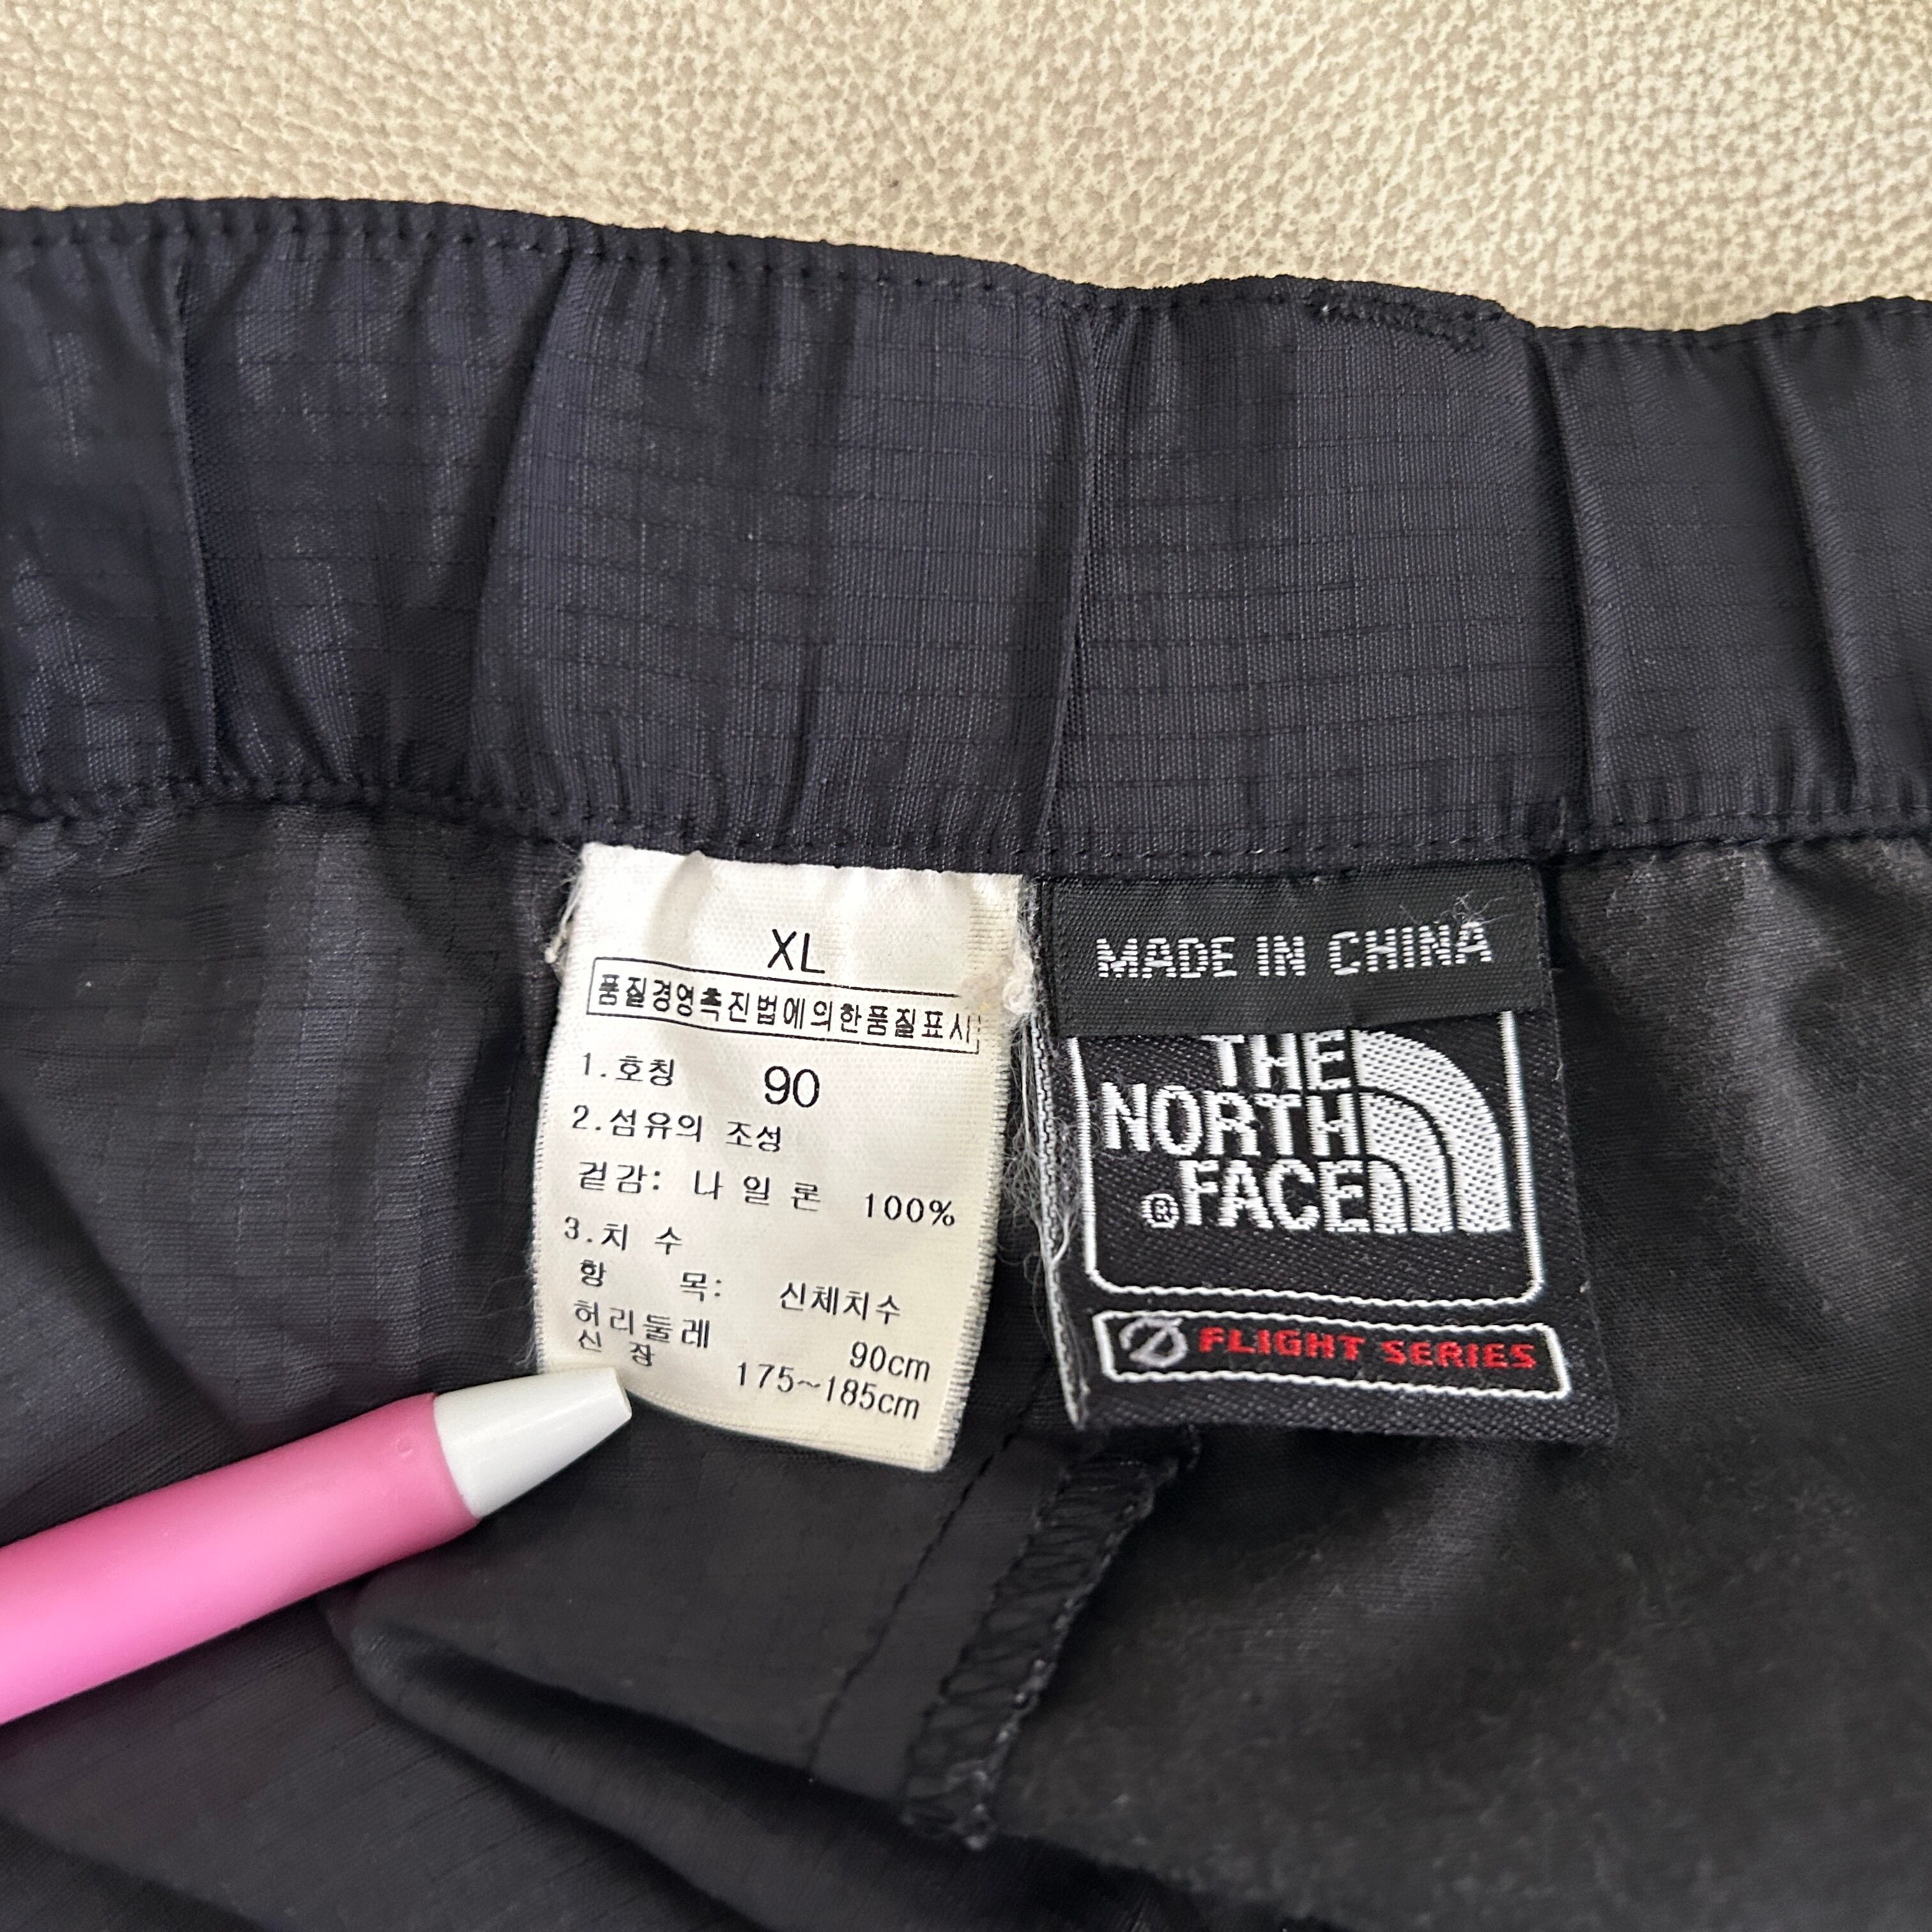 XL
품질경영촉진법에의한품질표시
1.호칭 90
2.섬유의 조성
겉감: 나 일 론 100%
3.치 수
항 목: 신체치수
허리둘레 90cm
신 장 175~185cm
MADE IN CHINA
THE
NORTH
®FACE
FLIGHT SERIES